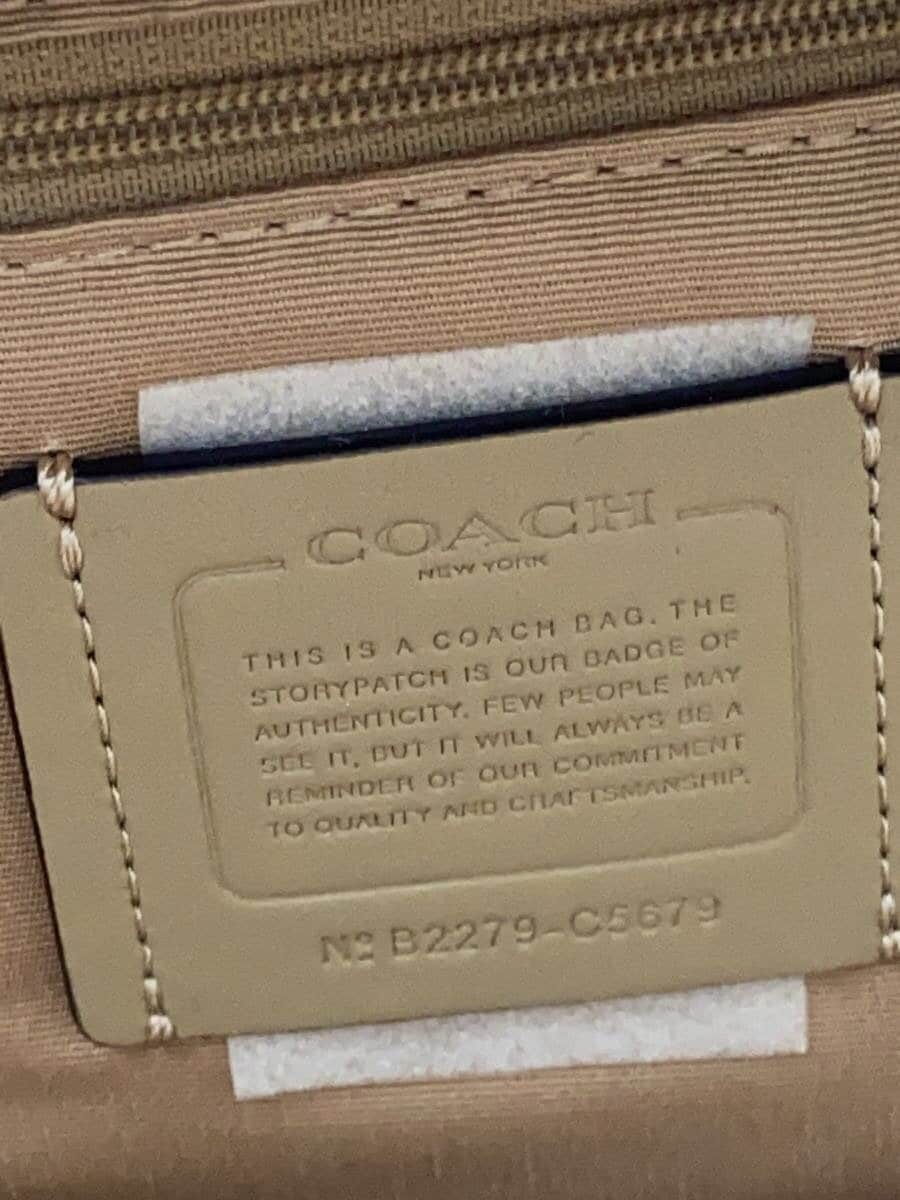 COACH
NEW YORK
THIS IS A COACH BAG. THE
STORYPATCH IS OUR BADGE OF
AUTHENTICITY. FEW PEOPLE MAY
SEE IT, BUT IT WILL ALWAYS BE A
REMINDER OF OUR COMMITMENT
TO QUALITY AND CRAFTSMANSHIP.
Nº B2279-C5679